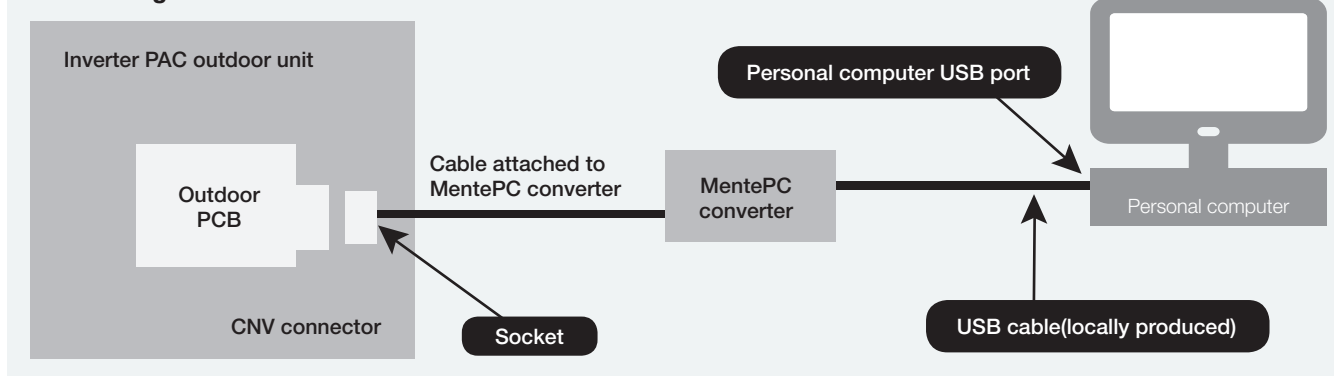 Inverter PAC outdoor unit
Personal computer USB port
Cable attached to
MentePC converter
Outdoor
PCB
MentePC
converter
Personal computer
CNV connector
Socket
USB cable(locally produced)